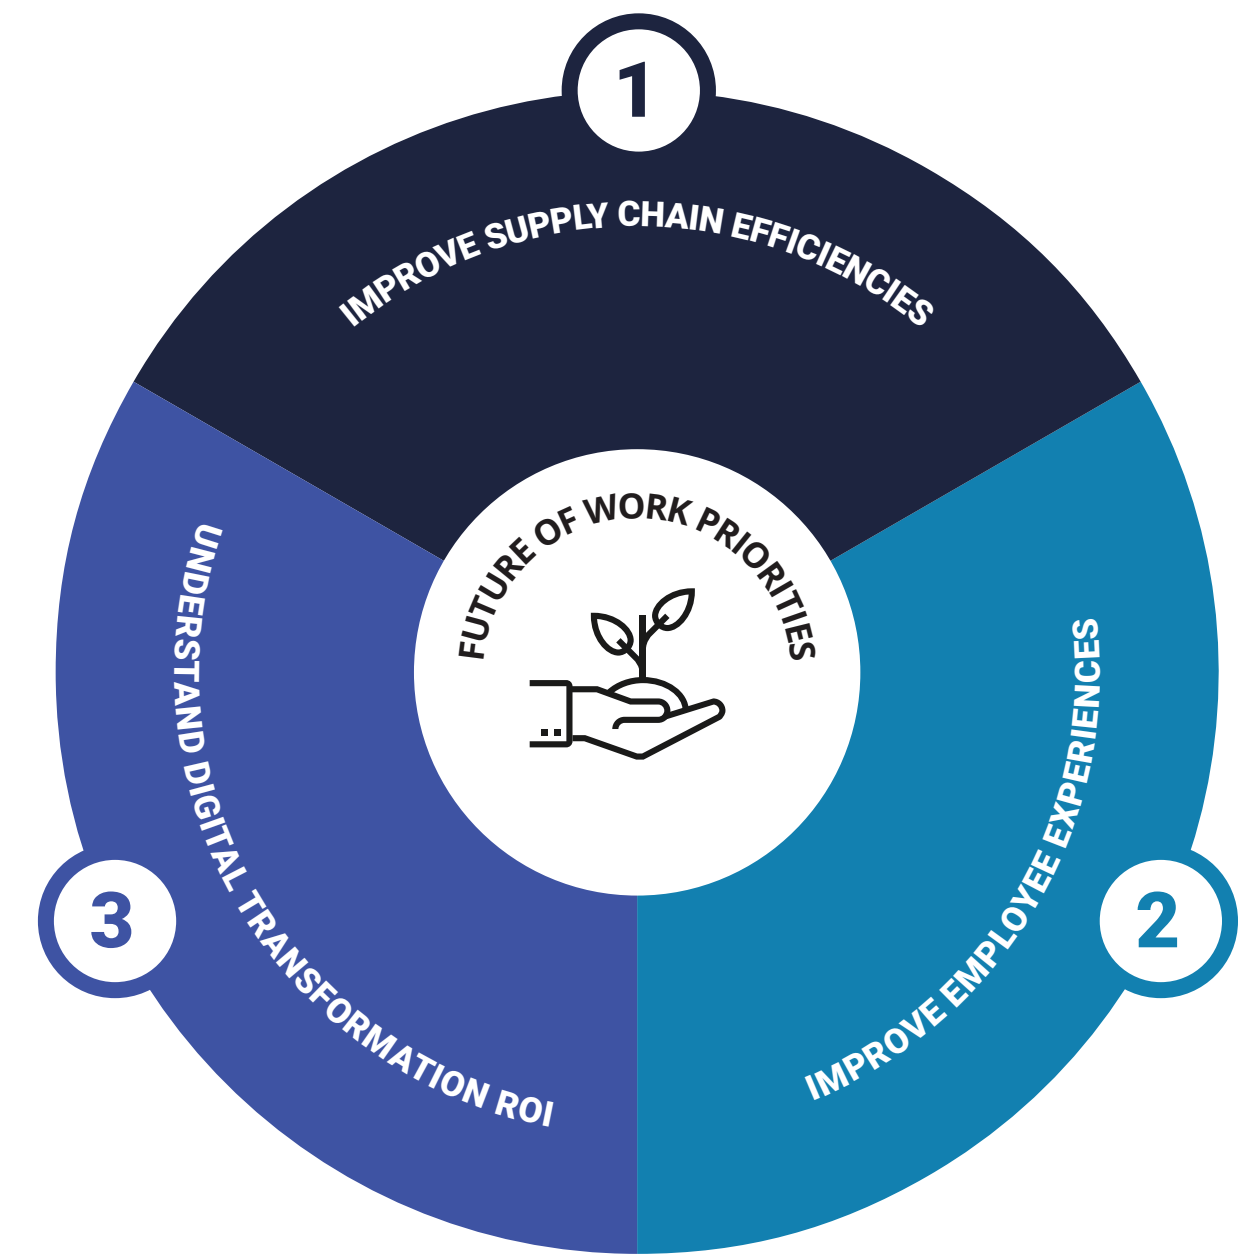 1
IMPROVE SUPPLY CHAIN EFFICIENCIES
FUTURE OF WORK PRIORITIES
2
IMPROVE EMPLOYEE EXPERIENCES
3
UNDERSTAND DIGITAL TRANSFORMATION ROI